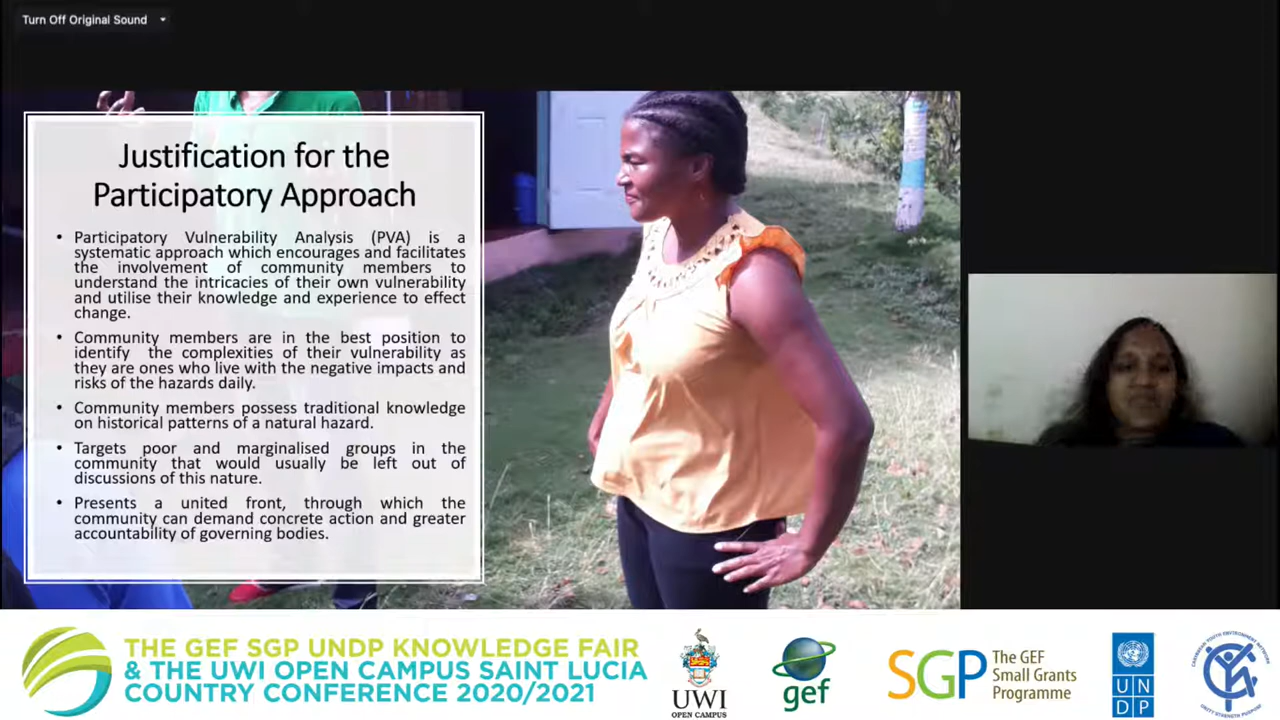 Turn Off Original Sound
Justification for the
Participatory Approach
• Participatory Vulnerability Analysis (PVA) is a
systematic approach which encourages and facilitates
the involvement of community members to
understand the intricacies of their own vulnerability
and utilise their knowledge and experience to effect
change.
• Community members are in the best position to
identify the complexities of their vulnerability as
they are ones who live with the negative impacts and
risks of the hazards daily.
• Community members possess traditional knowledge
on historical patterns of a natural hazard.
• Targets poor and marginalised groups in the
community that would usually be left out of
discussions of this nature.
• Presents a united front, through which the
community can demand concrete action and greater
accountability of governing bodies.
THE GEF SGP UNDP KNOWLEDGE FAIR
& THE UWI OPEN CAMPUS SAINT LUCIA
COUNTRY CONFERENCE 2020/2021
UWI
OPEN CAMPUS
gef
SGP
The GEF
Small Grants
Programme
U N
D P
CARIBBEAN YOUTH ENVIRONMENT NETWORK
UNITY STRENGTH PURPOSE